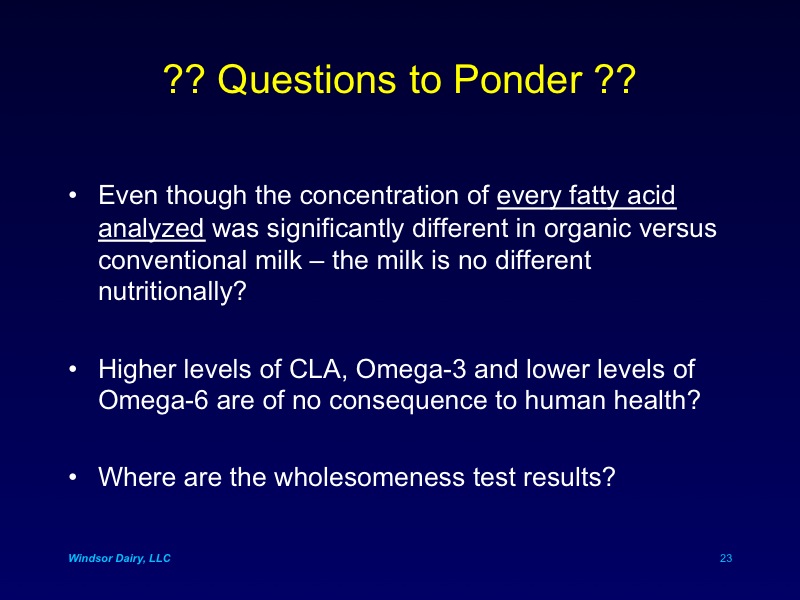 ?? Questions to Ponder ??
• Even though the concentration of every fatty acid
analyzed was significantly different in organic versus
conventional milk – the milk is no different
nutritionally?
• Higher levels of CLA, Omega-3 and lower levels of
Omega-6 are of no consequence to human health?
• Where are the wholesomeness test results?
Windsor Dairy, LLC
23